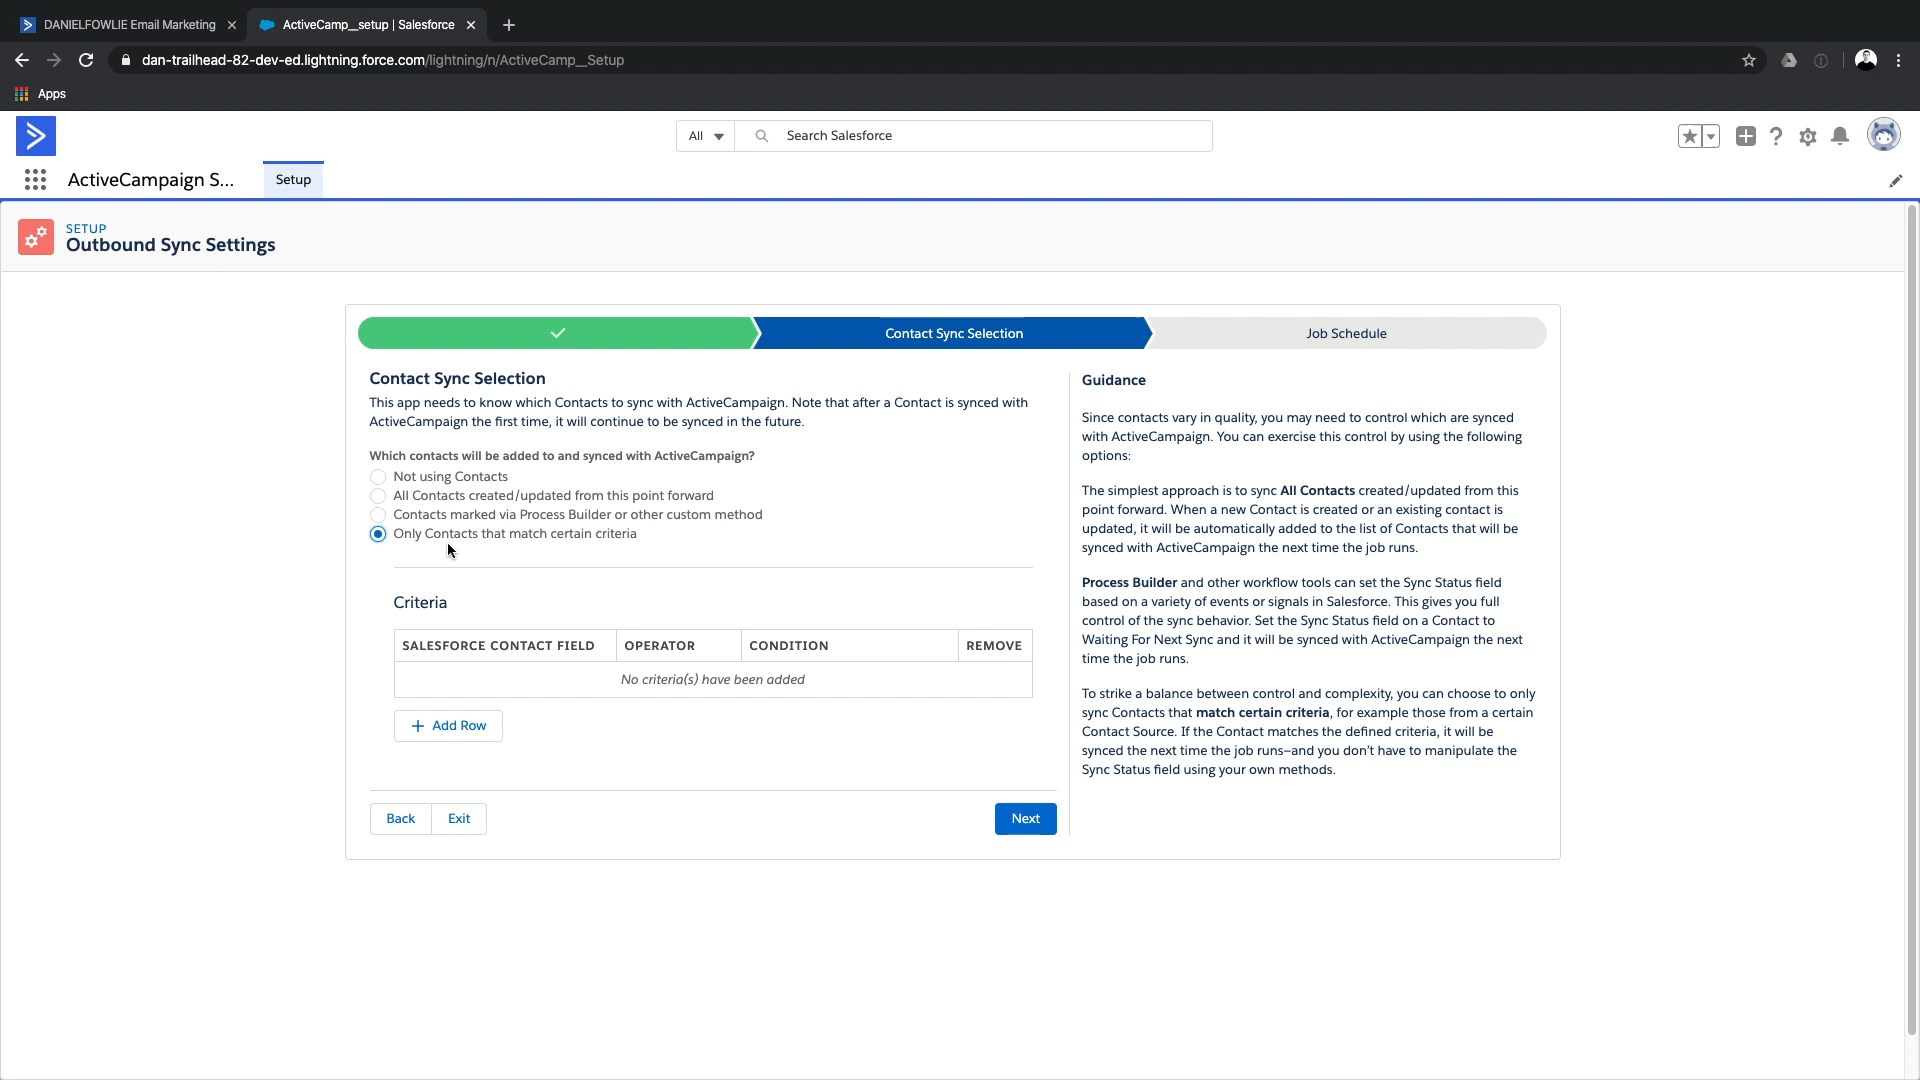 DANIELFOWLIE Email Marketing
ActiveCamp__setup | Salesforce
dan-trailhead-82-dev-ed.lightning.force.com/lightning/n/ActiveCamp__Setup
Apps
All
Search Salesforce
ActiveCampaign S...
Setup
SETUP
Outbound Sync Settings
Contact Sync Selection
Job Schedule
Contact Sync Selection
This app needs to know which Contacts to sync with ActiveCampaign. Note that after a Contact is synced with
ActiveCampaign the first time, it will continue to be synced in the future.
Which contacts will be added to and synced with ActiveCampaign?
Not using Contacts
All Contacts created/updated from this point forward
Contacts marked via Process Builder or other custom method
Only Contacts that match certain criteria
Criteria
SALESFORCE CONTACT FIELD OPERATOR CONDITION REMOVE
No criteria(s) have been added
Add Row
Back
Exit
Next
Guidance
Since contacts vary in quality, you may need to control which are synced
with ActiveCampaign. You can exercise this control by using the following
options:
The simplest approach is to sync All Contacts created/updated from this
point forward. When a new Contact is created or an existing contact is
updated, it will be automatically added to the list of Contacts that will be
synced with ActiveCampaign the next time the job runs.
Process Builder and other workflow tools can set the Sync Status field
based on a variety of events or signals in Salesforce. This gives you full
control of the sync behavior. Set the Sync Status field on a Contact to
Waiting For Next Sync and it will be synced with ActiveCampaign the next
time the job runs.
To strike a balance between control and complexity, you can choose to only
sync Contacts that match certain criteria, for example those from a certain
Contact Source. If the Contact matches the defined criteria, it will be
synced the next time the job runs—and you don't have to manipulate the
Sync Status field using your own methods.